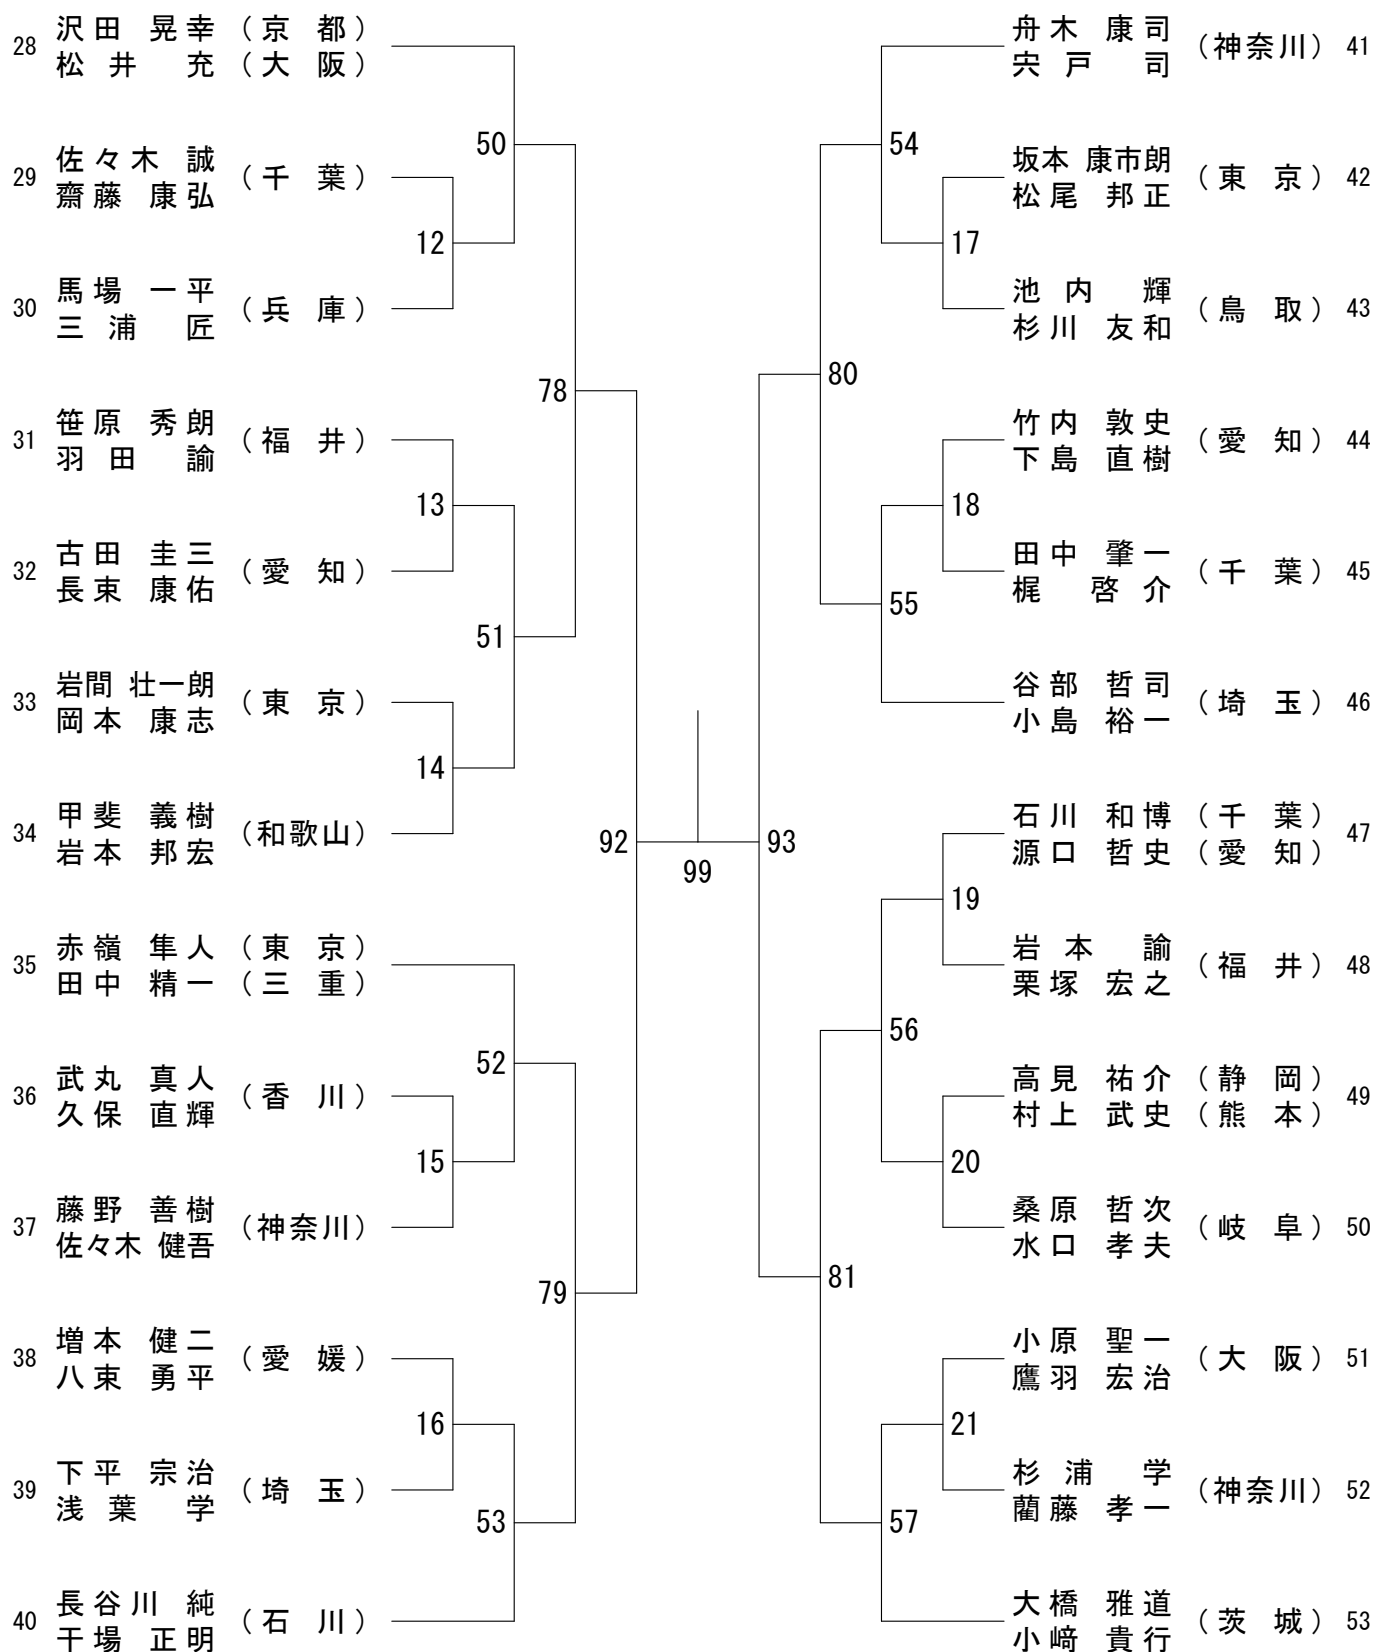 28 沢田 晃幸 （京都）
松井 充 （大阪）
29 佐々木 誠 （千葉）
齋藤 康弘
30 馬場 一平 （兵庫）
三浦 匠
31 笹原 秀朗 （福井）
羽田 諭
32 古田 圭三 （愛知）
長束 康佑
33 岩間 壮一朗 （東京）
岡本 康志
34 甲斐 義樹 （和歌山）
岩本 邦宏
35 赤嶺 隼人 （東京）
田中 精一 （三重）
36 武丸 真人 （香川）
久保 直輝
37 藤野 善樹 （神奈川）
佐々木 健吾
38 増本 健二 （愛媛）
八束 勇平
39 下平 宗治 （埼玉）
浅葉 学
40 長谷川 純 （石川）
干場 正明
50
12
78
13
51
14
92
52
15
79
16
53
99
93
54
17
80
18
55
19
56
20
81
21
57
舟木 康司 （神奈川） 41
宍戸 司
坂本 康市朗 （東京） 42
松尾 邦正
池内 輝 （鳥取） 43
杉川 友和
竹内 敦史 （愛知） 44
下島 直樹
田中 肇一 （千葉） 45
梶 啓介
谷部 哲司 （埼玉） 46
小島 裕一
石川 和博 （千葉） 47
源口 哲史 （愛知）
岩本 諭 （福井） 48
栗塚 宏之
高見 祐介 （静岡） 49
村上 武史 （熊本）
桑原 哲次 （岐阜） 50
水口 孝夫
小原 聖一 （大阪） 51
鷹羽 宏治
杉浦 学 （神奈川） 52
藺藤 孝一
大橋 雅道 （茨城） 53
小﨑 貴行